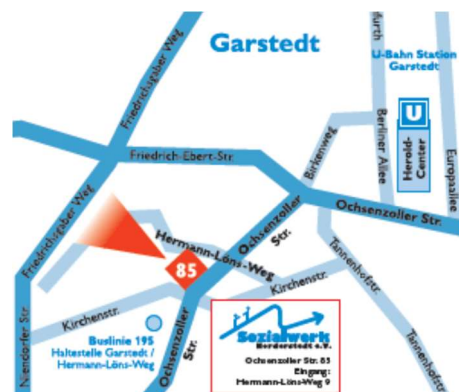 Garstedt
U-Bahn Station
Garstedt
U
Herold-
Center
Berliner Allee
Europaallee
Friedrichsgaber Weg
Friedrich-Ebert-Str.
Birkenweg
Ochsenzoller Str.
Ochsenzoller
Str.
Friedrichsgaber Weg
Hermann-Löns-Weg
85
Tannenhofstr.
Tannenhofstr
Kirchenstr.
Kirchenstr.
Niendorfer Str.
Buslinie 195
Haltestelle Garstedt /
Hermann-Löns-Weg
Ochsenzoller
Str.
Sozialwerk
Norderstedt e.V.
Ochsenzoller Str. 85
Eingang:
Hermann-Löns-Weg 9